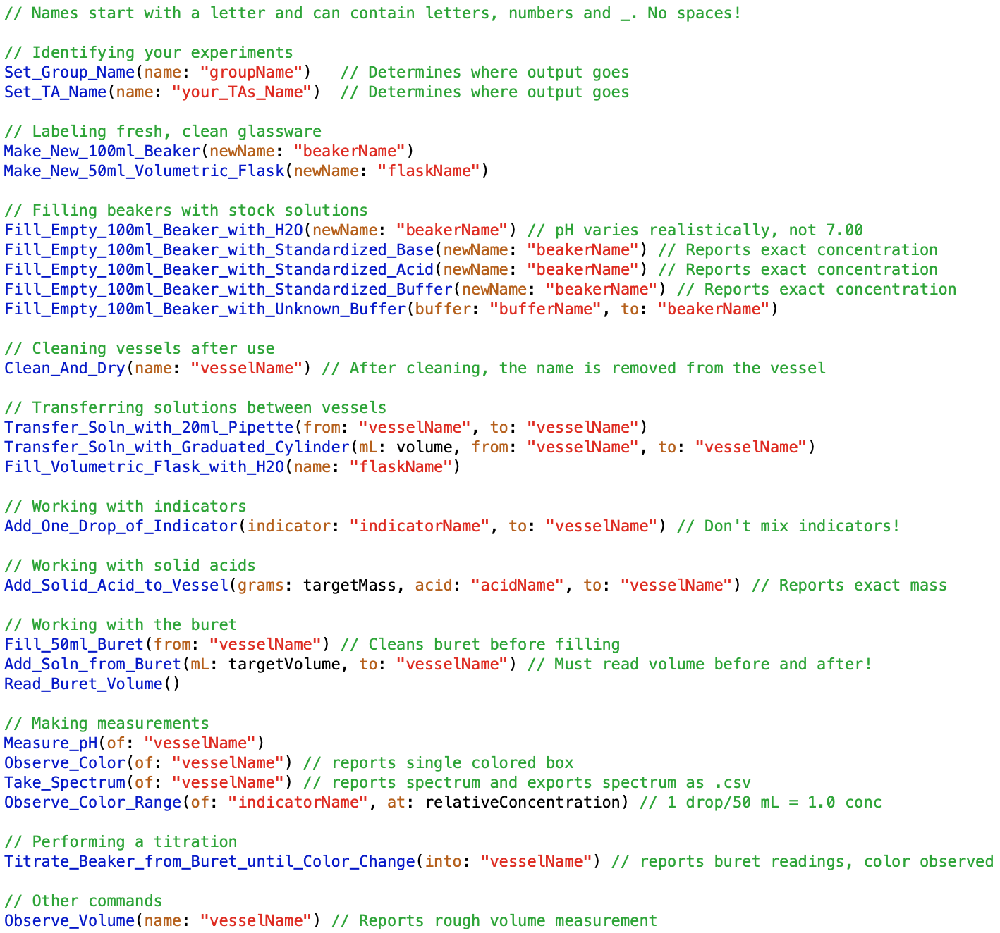 // Names start with a letter and can contain letters, numbers and _. No spaces!
// Identifying your experiments
Set_Group_Name(name: "groupName")   // Determines where output goes
Set_TA_Name(name: "your_TAs_Name")  // Determines where output goes
// Labeling fresh, clean glassware
Make_New_100ml_Beaker(newName: "beakerName")
Make_New_50ml_Volumetric_Flask(newName: "flaskName")
// Filling beakers with stock solutions
Fill_Empty_100ml_Beaker_with_H2O(newName: "beakerName") // pH varies realistically, not 7.00
Fill_Empty_100ml_Beaker_with_Standardized_Base(newName: "beakerName") // Reports exact concentration
Fill_Empty_100ml_Beaker_with_Standardized_Acid(newName: "beakerName") // Reports exact concentration
Fill_Empty_100ml_Beaker_with_Standardized_Buffer(newName: "beakerName") // Reports exact concentration
Fill_Empty_100ml_Beaker_with_Unknown_Buffer(buffer: "bufferName", to: "beakerName")
// Cleaning vessels after use
Clean_And_Dry(name: "vesselName") // After cleaning, the name is removed from the vessel
// Transferring solutions between vessels
Transfer_Soln_with_20ml_Pipette(from: "vesselName", to: "vesselName")
Transfer_Soln_with_Graduated_Cylinder(mL: volume, from: "vesselName", to: "vesselName")
Fill_Volumetric_Flask_with_H2O(name: "flaskName")
// Working with indicators
Add_One_Drop_of_Indicator(indicator: "indicatorName", to: "vesselName") // Don't mix indicators!
// Working with solid acids
Add_Solid_Acid_to_Vessel(grams: targetMass, acid: "acidName", to: "vesselName") // Reports exact mass
// Working with the buret
Fill_50ml_Buret(from: "vesselName") // Cleans buret before filling
Add_Soln_from_Buret(mL: targetVolume, to: "vesselName") // Must read volume before and after!
Read_Buret_Volume()
// Making measurements
Measure_pH(of: "vesselName")
Observe_Color(of: "vesselName") // reports single colored box
Take_Spectrum(of: "vesselName") // reports spectrum and exports spectrum as .csv
Observe_Color_Range(of: "indicatorName", at: relativeConcentration) // 1 drop/50 mL = 1.0 conc
// Performing a titration
Titrate_Beaker_from_Buret_until_Color_Change(into: "vesselName") // reports buret readings, color observed
// Other commands
Observe_Volume(name: "vesselName") // Reports rough volume measurement